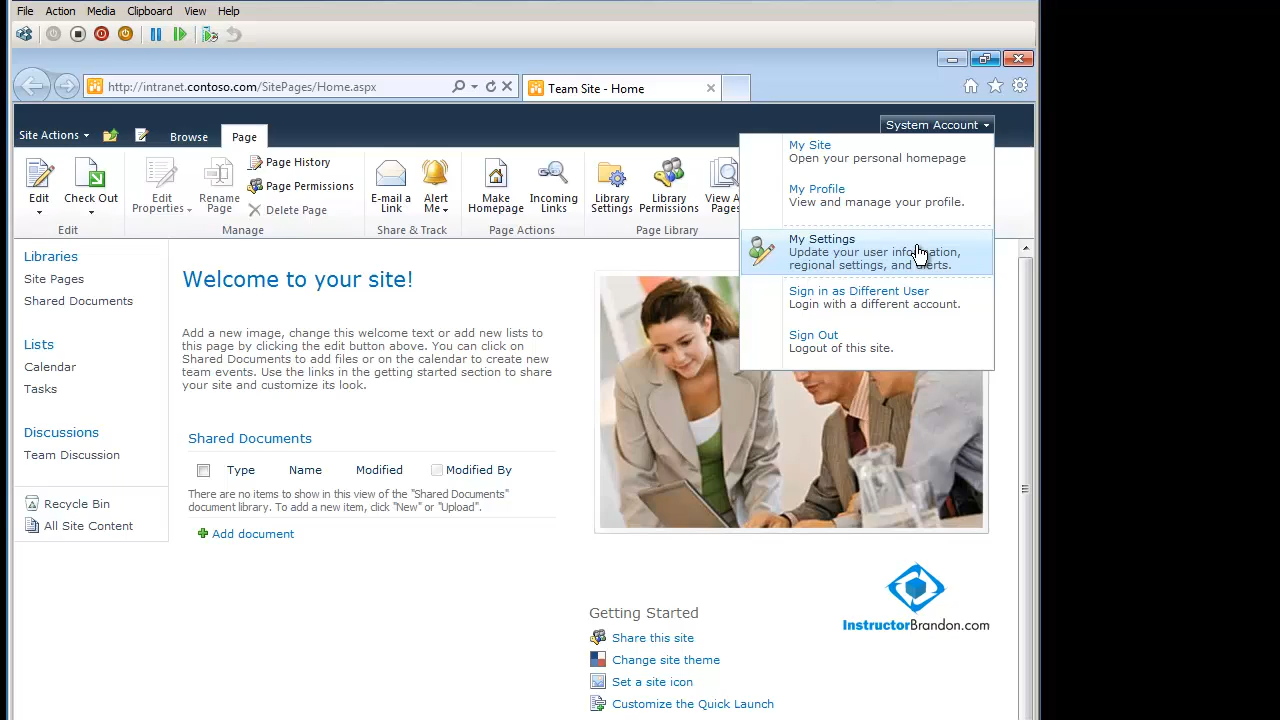 File Action Media Clipboard View Help
http://intranet.contoso.com/SitePages/Home.aspx
Team Site - Home
Site Actions
Browse
Page
System Account
Edit
Check Out
Edit Properties
Rename Page
Page History
Page Permissions
Delete Page
E-mail a Link
Alert Me
Make Homepage
Incoming Links
Library Settings
Library Permissions
View A
Pages
Edit
Manage
Share & Track
Page Actions
Page Library
My Site
Open your personal homepage
My Profile
View and manage your profile.
My Settings
Update your user information,
regional settings, and alerts.
Sign in as Different User
Login with a different account.
Sign Out
Logout of this site.
Libraries
Site Pages
Shared Documents
Lists
Calendar
Tasks
Discussions
Team Discussion
Recycle Bin
All Site Content
Welcome to your site!
Add a new image, change this welcome text or add new lists to
this page by clicking the edit button above. You can click on
Shared Documents to add files or on the calendar to create new
team events. Use the links in the getting started section to share
your site and customize its look.
Shared Documents
Type Name Modified Modified By
There are no items to show in this view of the "Shared Documents"
document library. To add a new item, click "New" or "Upload".
Add document
InstructorBrandon.com
Getting Started
Share this site
Change site theme
Set a site icon
Customize the Quick Launch